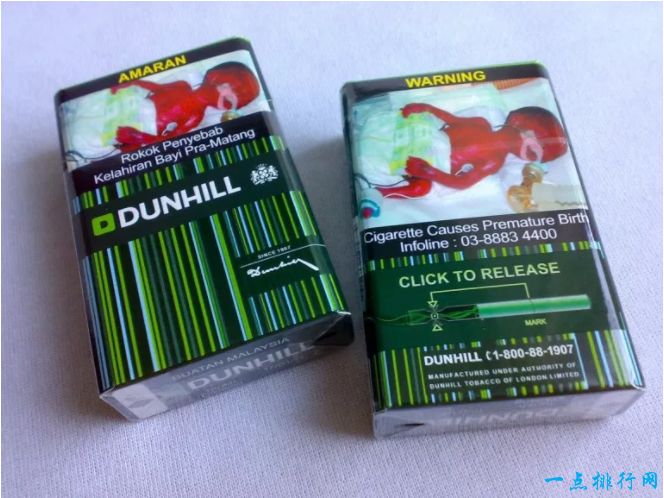 AMARAN
Rokok Penyebab
Kelahiran Bayi Pra-Matang
DUNHILL
SINCE 1907
Dunhill
BUATAN MALAYSIA
DUNHILL
WARNING
Cigarette Causes Premature Birth
Infoline : 03-8883 4400
CLICK TO RELEASE
MARK
DUNHILL 1-800-88-1907
MANUFACTURED UNDER AUTHORITY OF
DUNHILL TOBACCO OF LONDON LIMITED
一点排行网